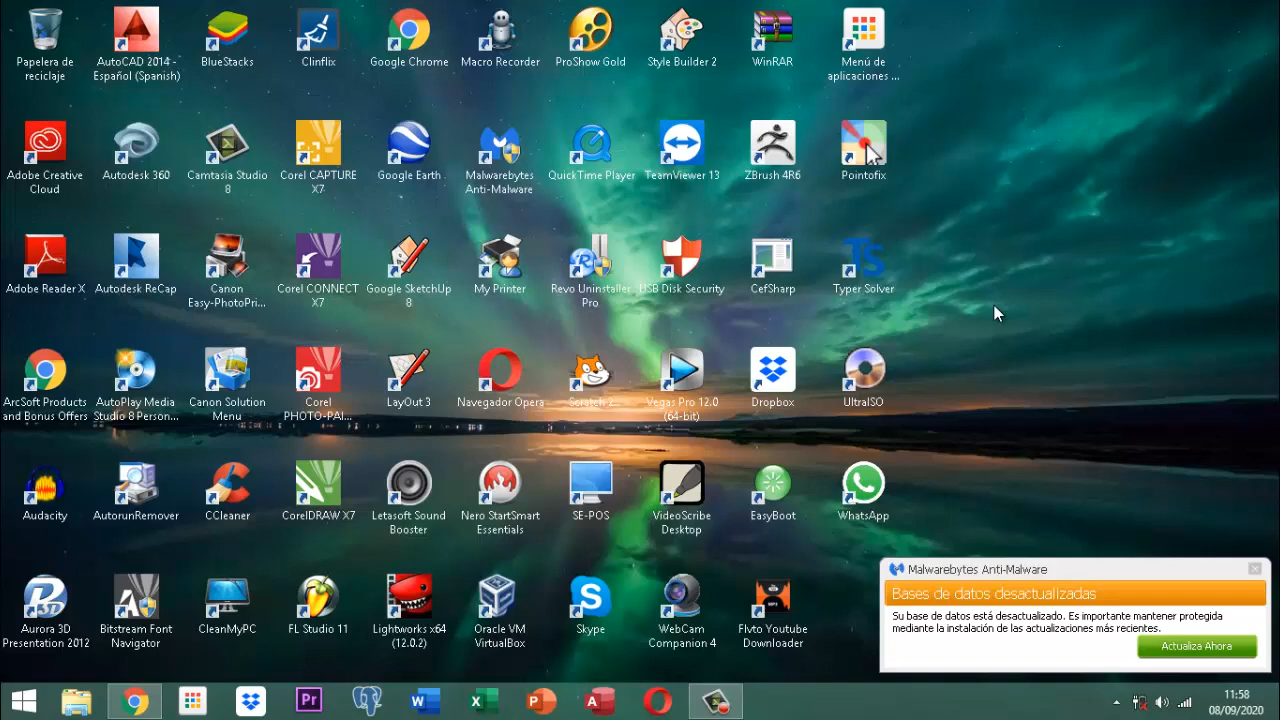 Papelera de
reciclaje
AutoCAD 2014 -
Español (Spanish)
BlueStacks
Clinflix
Google Chrome
Macro Recorder
ProShow Gold
Style Builder 2
WinRAR
Menú de
aplicaciones ...
Adobe Creative
Cloud
Autodesk 360
Camtasia Studio
8
Corel CAPTURE
X7
Google Earth
Malwarebytes
Anti-Malware
QuickTime Player
TeamViewer 13
ZBrush 4R6
Pointofix
Adobe Reader X
Autodesk ReCap
Canon
Easy-PhotoPri...
Corel CONNECT
X7
Google SketchUp
8
My Printer
Revo Uninstaller
Pro
USB Disk Security
CefSharp
Ts
Typer Solver
ArcSoft Products
and Bonus Offers
AutoPlay Media
Studio 8 Person...
Canon Solution
Menu
Corel
PHOTO-PAI...
LayOut 3
Navegador Opera
Scratch 2...
Vegas Pro 12.0
(64-bit)
Dropbox
UltraISO
Audacity
AutorunRemover
CCleaner
CorelDRAW X7
Letasoft Sound
Booster
Nero StartSmart
Essentials
SE-POS
VideoScribe
Desktop
EasyBoot
WhatsApp
Aurora 3D
Presentation 2012
Bitstream Font
Navigator
CleanMyPC
FL Studio 11
Lightworks x64
(12.0.2)
Oracle VM
VirtualBox
Skype
WebCam
Companion 4
Flvto Youtube
Downloader
Malwarebytes Anti-Malware
Bases de datos desactualizadas
Su base de datos está desactualizado. Es importante mantener protegida
mediante la instalación de las actualizaciones más recientes.
Actualiza Ahora
Pr
11:58
08/09/2020